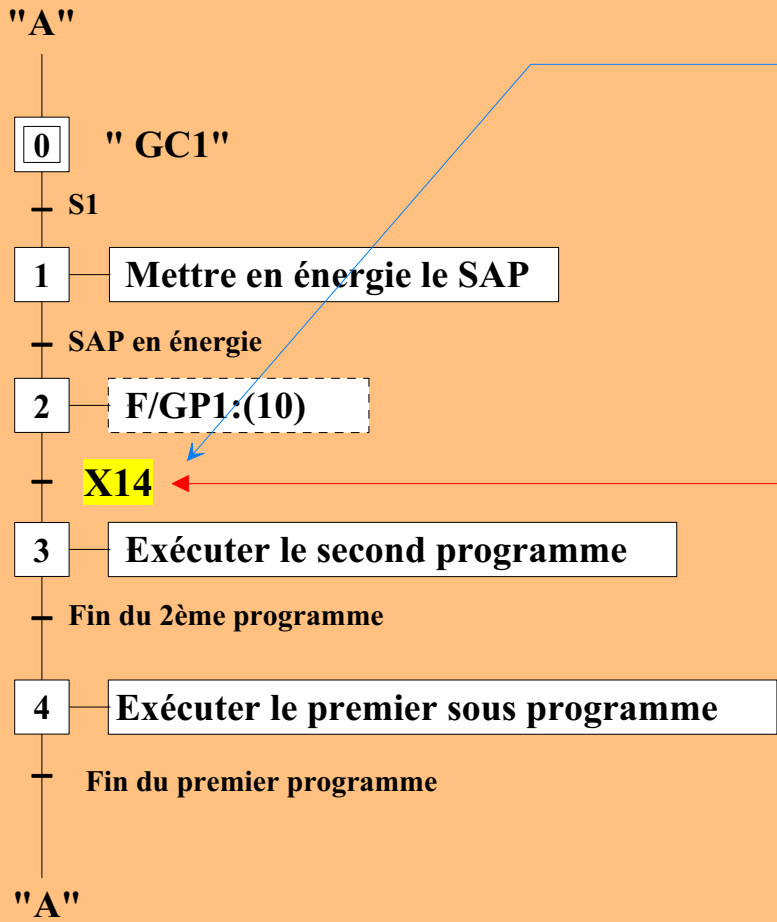 "A"
0 " GC1"
S1
1 Mettre en énergie le SAP
SAP en énergie
2 F/GP1:(10)
X14
3 Exécuter le second programme
Fin du 2ème programme
4 Exécuter le premier sous programme
Fin du premier programme
"A"